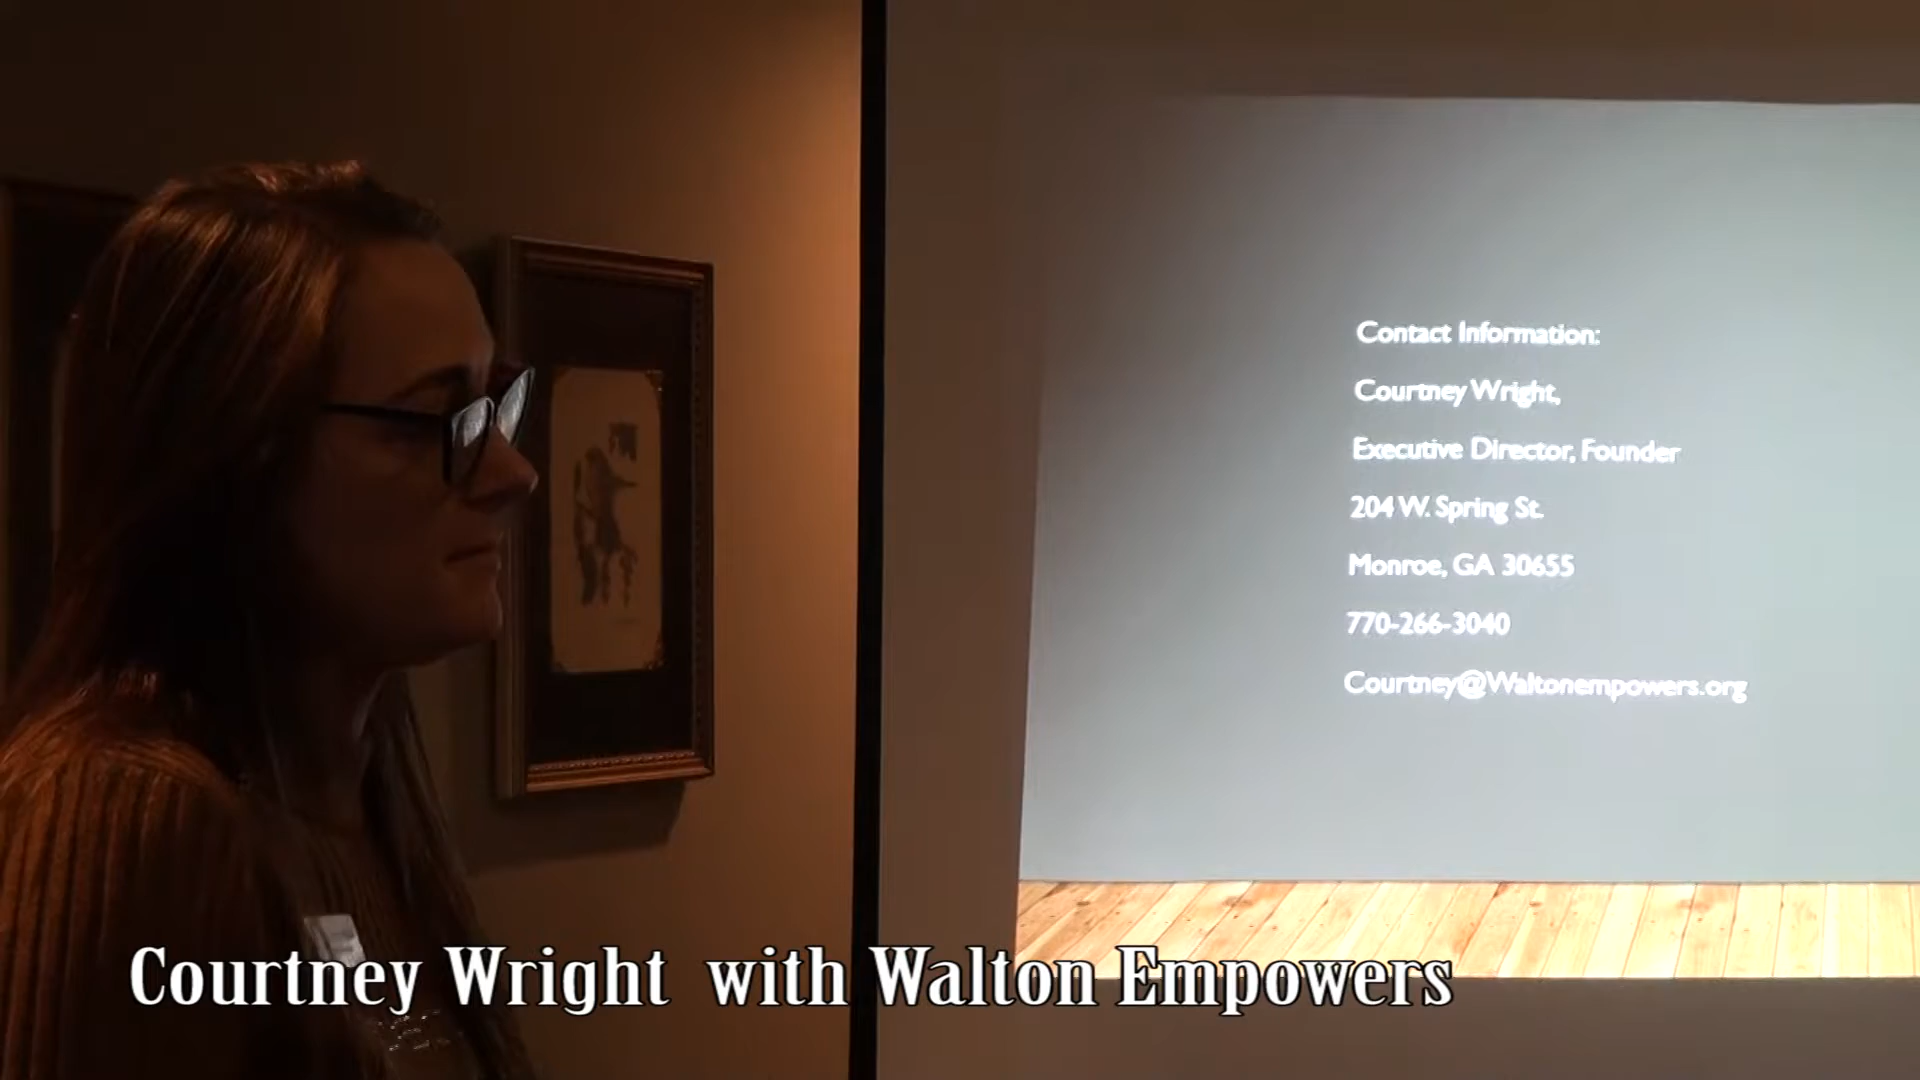 Contact Information:
Courtney Wright,
Executive Director, Founder
204 W. Spring St.
Monroe, GA 30655
770-266-3040
Courtney@Waltonempowers.org
Courtney Wright with Walton Empowers